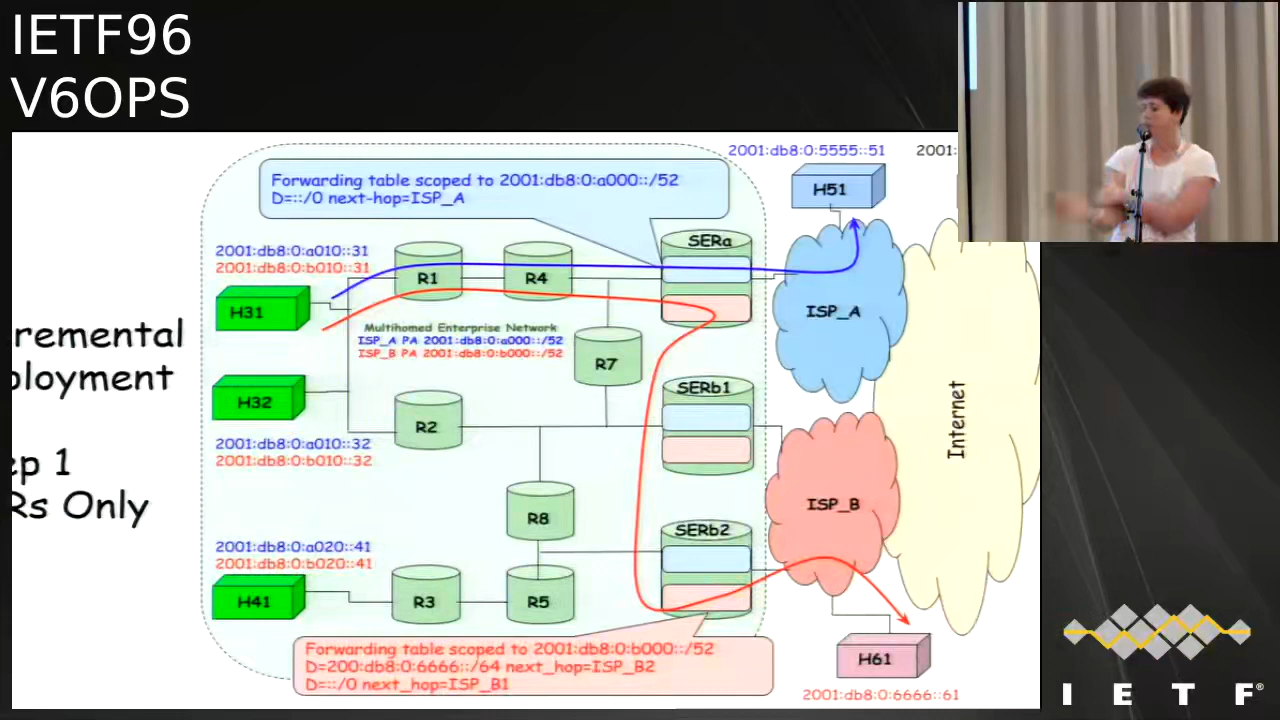 IETF96
V6OPS
2001:db8:0:5555::51
2001:
Forwarding table scoped to 2001:db8:0:a000::/52
D=::/0 next-hop=ISP_A
H51
SERa
2001:db8:0:a010::31
2001:db8:0:b010::31
R1
R4
H31
ISP_A
remental
ployment
Multihomed Enterprise Network
ISP_A PA 2001:db8:0:a000::/52
ISP_B PA 2001:db8:0:b000::/52
R7
SERb1
H32
R2
Internet
2001:db8:0:a010::32
2001:db8:0:b010::32
ep 1
Rs Only
R8
ISP_B
SERb2
2001:db8:0:a020::41
2001:db8:0:b020::41
H41
R3
R5
Forwarding table scoped to 2001:db8:0:b000::/52
D=200:db8:0:6666::/64 next_hop=ISP_B2
D=::/0 next_hop=ISP_B1
H61
2001:db8:0:6666::61
I E T F®